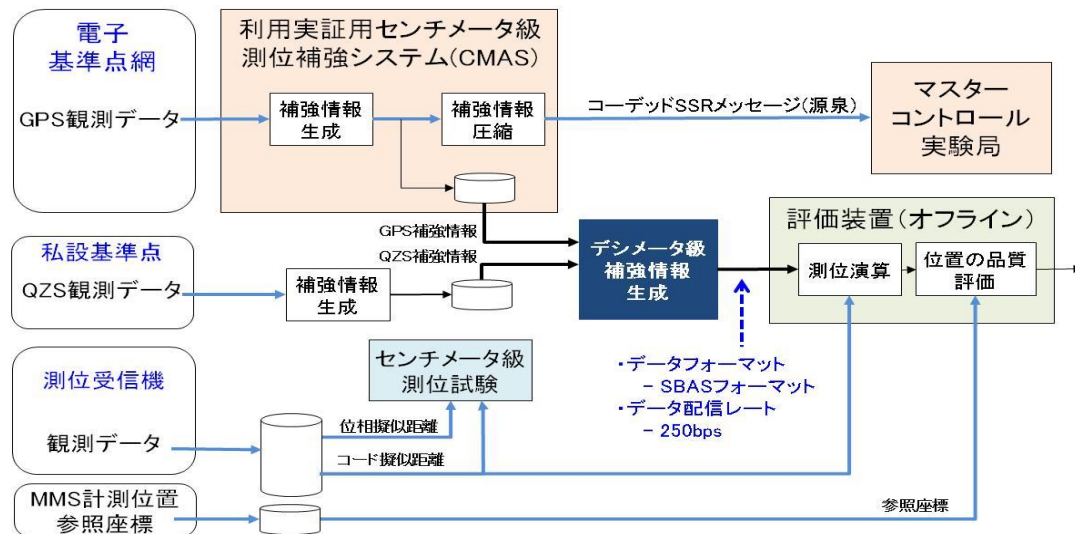 電子
基準点網
GPS観測データ
利用実証用センチメータ級
測位補強システム(CMAS)
補強情報
生成
補強情報
圧縮
コーデッドSSRメッセージ(源泉)
マスター
コントロール
実験局
GPS補強情報
QZS補強情報
私設基準点
QZS観測データ
補強情報
生成
デシメータ級
補強情報
生成
評価装置(オフライン)
測位演算
位置の品質
評価
・データフォーマット
－ SBASフォーマット
・データ配信レート
－ 250bps
測位受信機
観測データ
センチメータ級
測位試験
位相擬似距離
コード擬似距離
MMS計測位置
参照座標
参照座標